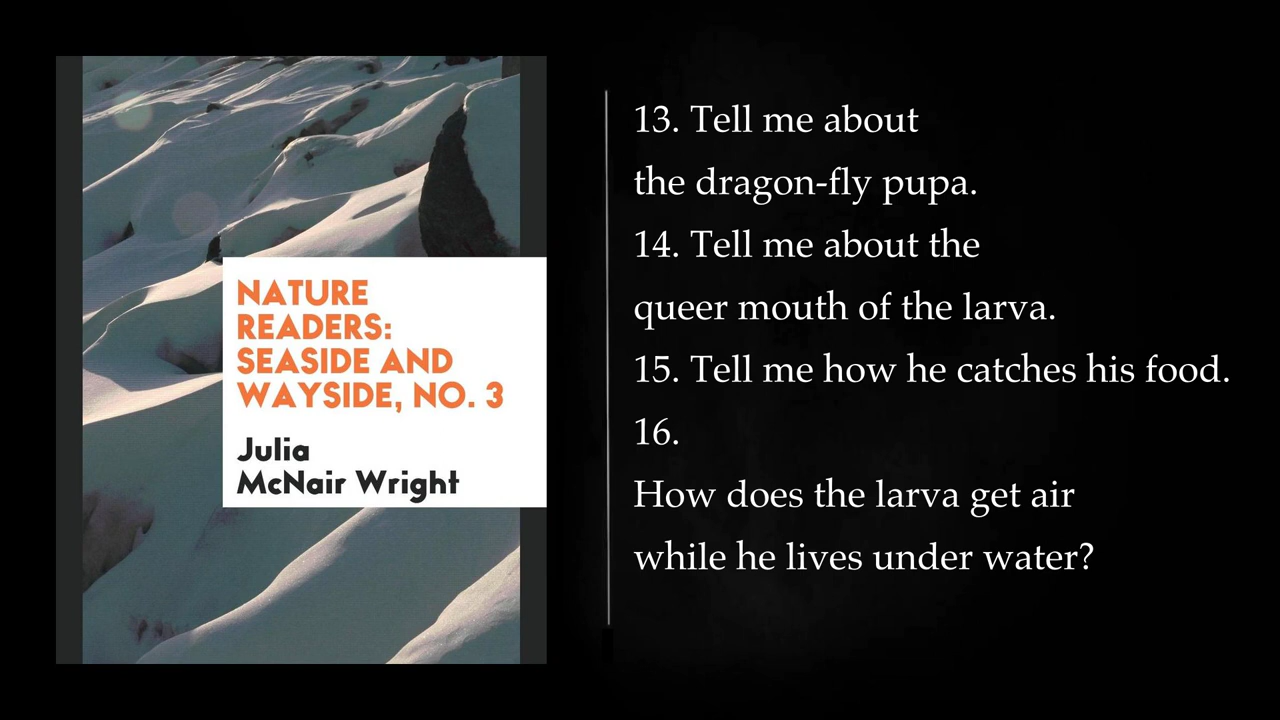 NATURE
READERS:
SEASIDE AND
WAYSIDE, NO. 3
Julia
McNair Wright
13. Tell me about
the dragon-fly pupa.
14. Tell me about the
queer mouth of the larva.
15. Tell me how he catches his food.
16.
How does the larva get air
while he lives under water?